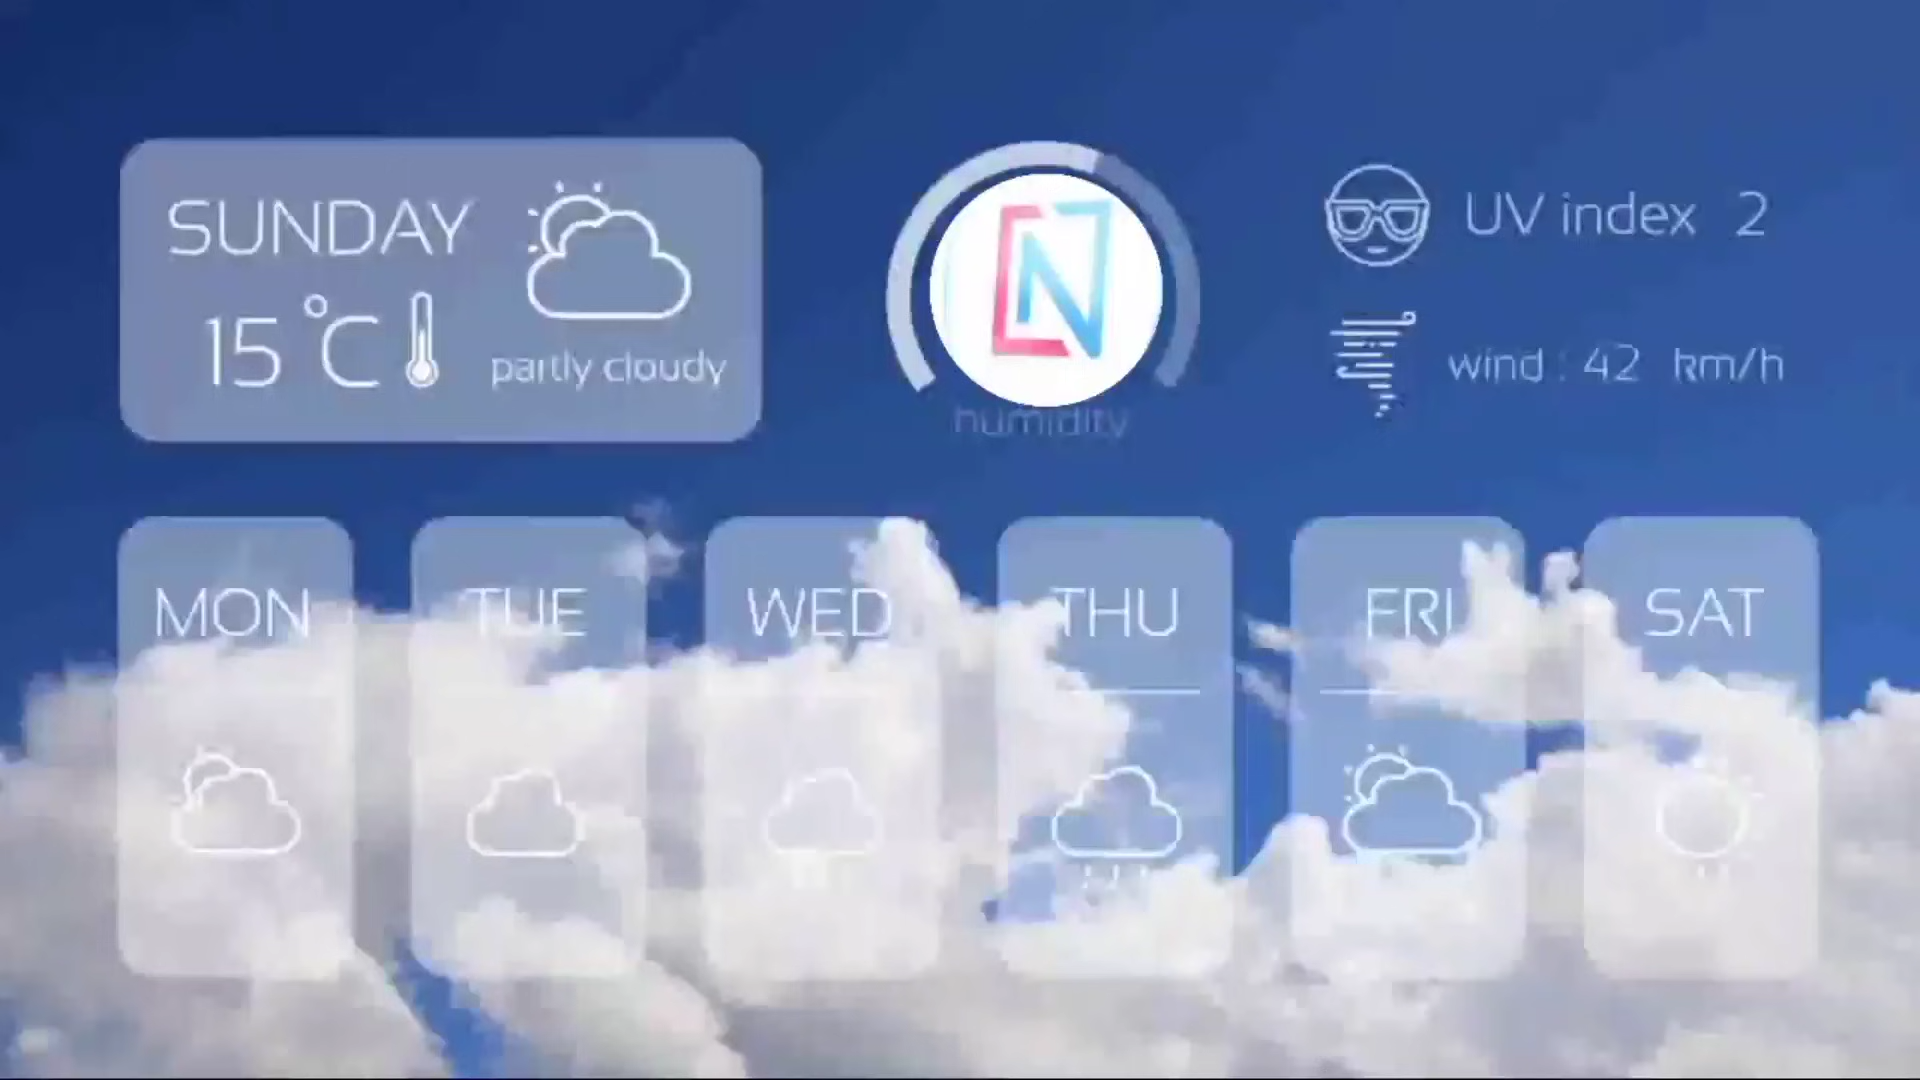 SUNDAY
15 °C
partly cloudy
N
humidity
UV index 2
wind : 42 km/h
MON
TUE
WED
THU
FRI
SAT